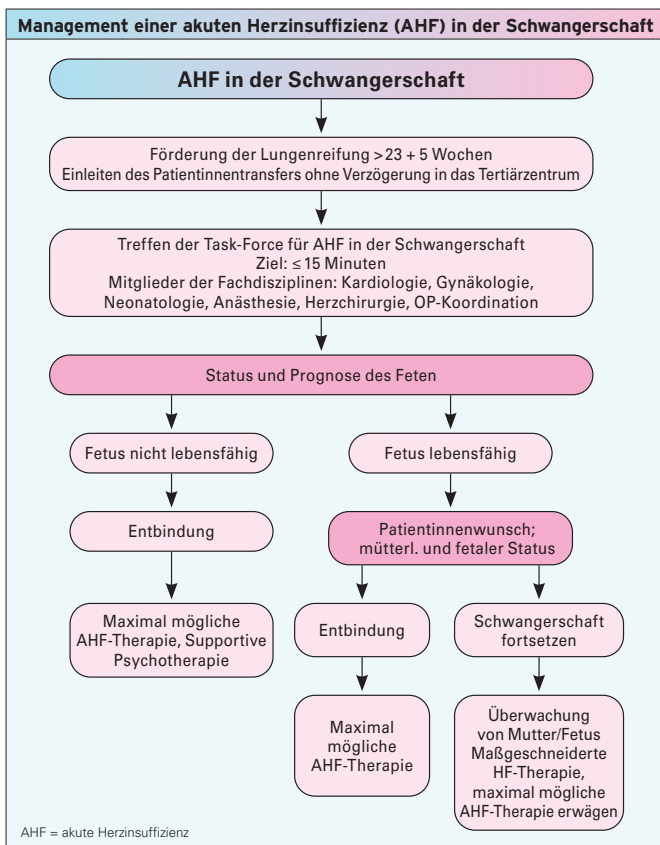 Management einer akuten Herzinsuffizienz (AHF) in der Schwangerschaft
AHF in der Schwangerschaft
Förderung der Lungenreifung > 23 + 5 Wochen
Einleiten des Patientinnentransfers ohne Verzögerung in das Tertiärzentrum
Treffen der Task-Force für AHF in der Schwangerschaft
Ziel: ≤ 15 Minuten
Mitglieder der Fachdisziplinen: Kardiologie, Gynäkologie,
Neonatologie, Anästhesie, Herzchirurgie, OP-Koordination
Status und Prognose des Feten
Fetus nicht lebensfähig
Fetus lebensfähig
Entbindung
Patientinnenwunsch;
mütterl. und fetaler Status
Maximal mögliche
AHF-Therapie, Supportive
Psychotherapie
Entbindung
Schwangerschaft
fortsetzen
Maximal
mögliche
AHF-Therapie
Überwachung
von Mutter/Fetus
Maßgeschneiderte
HF-Therapie,
maximal mögliche
AHF-Therapie erwägen
AHF = akute Herzinsuffizienz